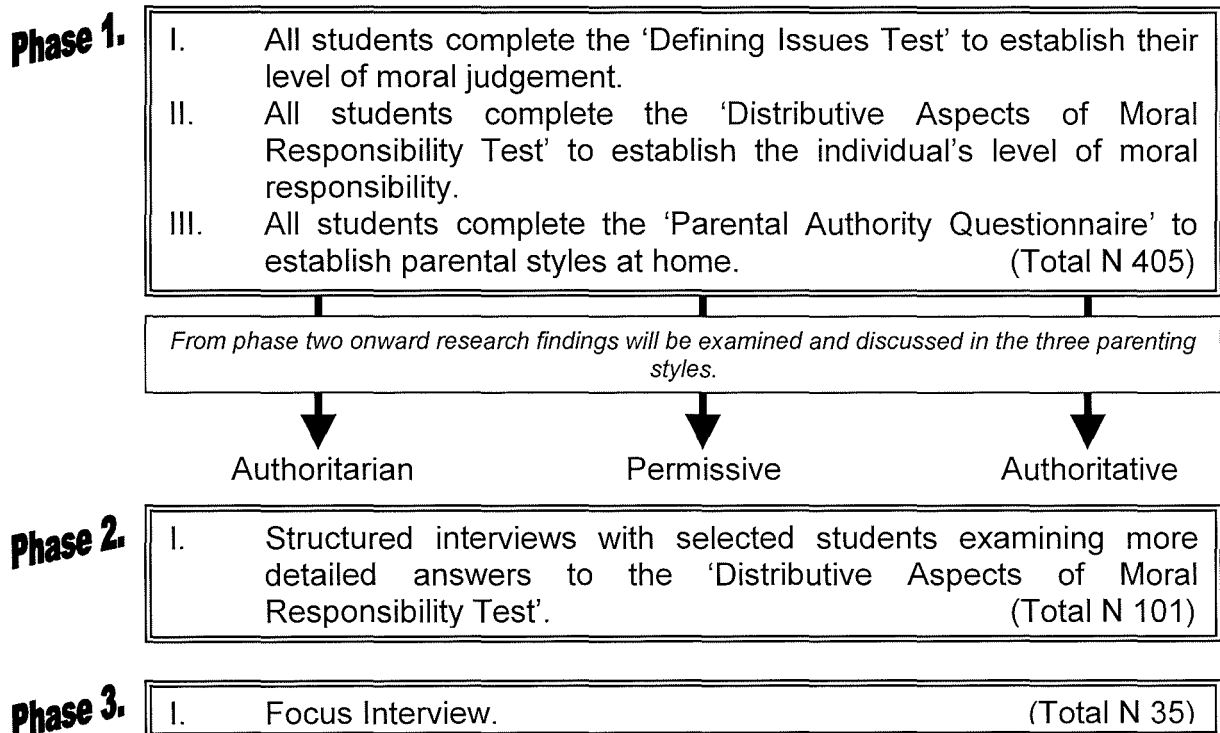 Phase 1.
I. All students complete the ‘Defining Issues Test’ to establish their
level of moral judgement.
II. All students complete the ‘Distributive Aspects of Moral
Responsibility Test’ to establish the individual’s level of moral
responsibility.
III. All students complete the ‘Parental Authority Questionnaire’ to
establish parental styles at home. (Total N 405)
From phase two onward research findings will be examined and discussed in the three parenting
styles.
Authoritarian Permissive Authoritative
Phase 2.
I. Structured interviews with selected students examining more
detailed answers to the ‘Distributive Aspects of Moral
Responsibility Test’. (Total N 101)
Phase 3.
I. Focus Interview. (Total N 35)